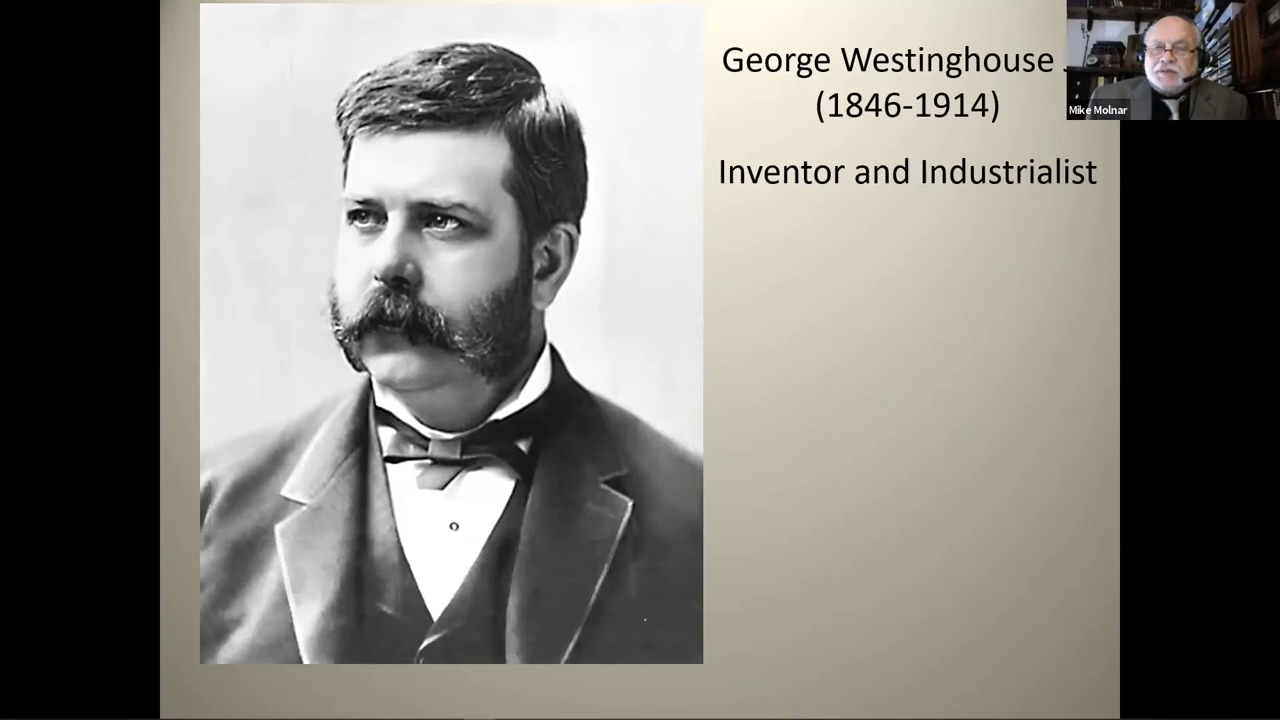 George Westinghouse
(1846-1914)
Inventor and Industrialist
Mike Molnar